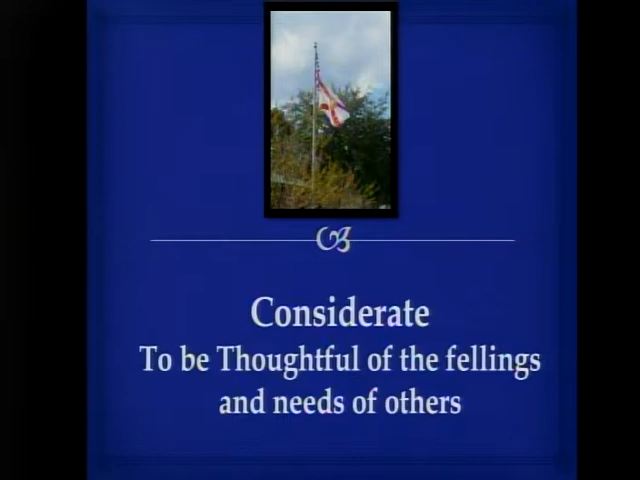 Considerate
To be Thoughtful of the fellings
and needs of others